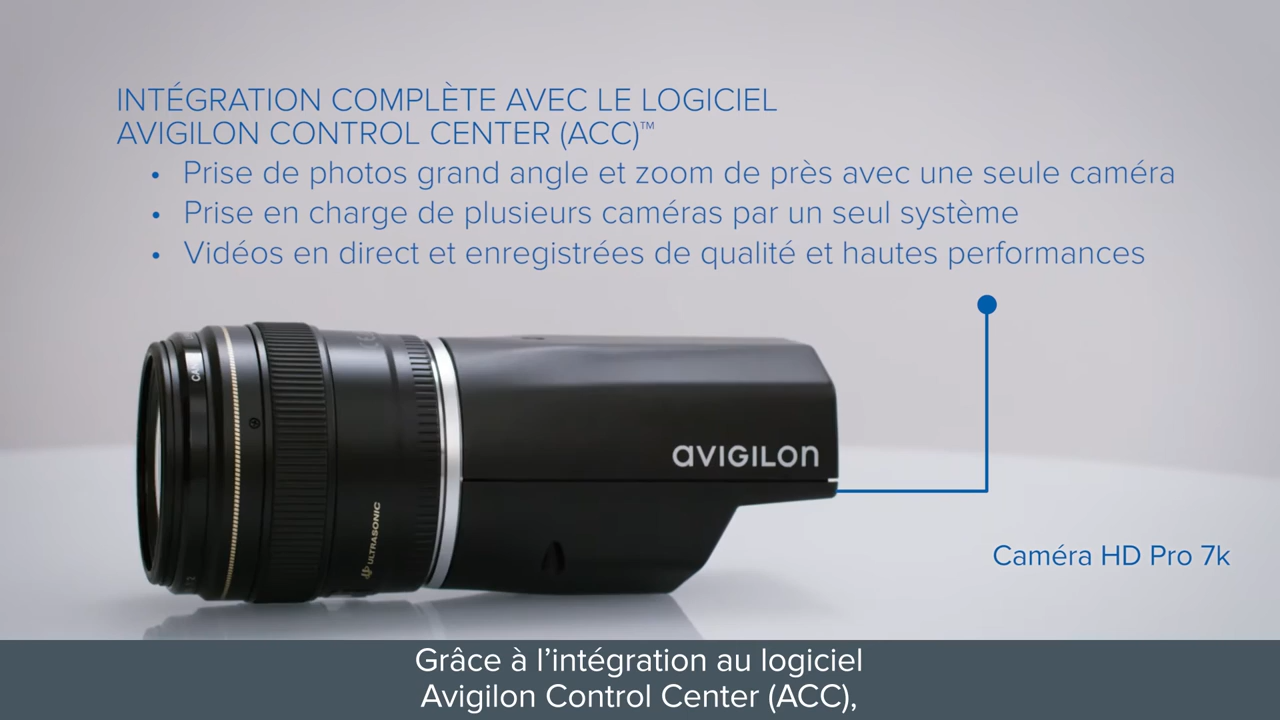 INTÉGRATION COMPLÈTE AVEC LE LOGICIEL
AVIGILON CONTROL CENTER (ACC)™
• Prise de photos grand angle et zoom de près avec une seule caméra
• Prise en charge de plusieurs caméras par un seul système
• Vidéos en direct et enregistrées de qualité et hautes performances
aVIGILOn
ULTRASONIC
Caméra HD Pro 7k
Grâce à l’intégration au logiciel
Avigilon Control Center (ACC),